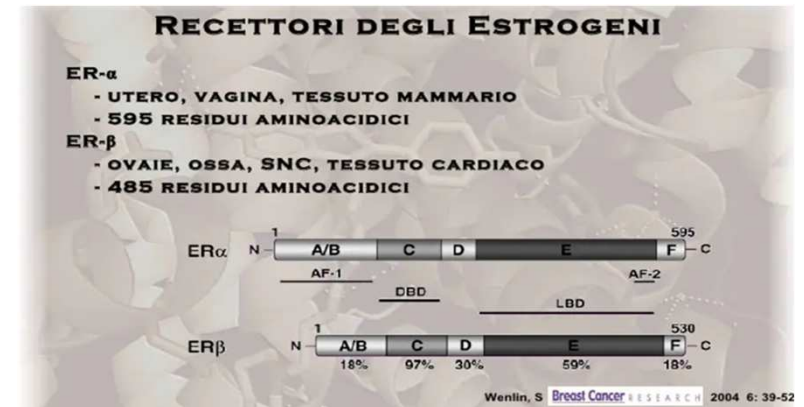 RECETTORI DEGLI ESTROGENI
ER-α
- UTERO, VAGINA, TESSUTO MAMMARIO
- 595 RESIDUI AMINOACIDICI
ER-β
- OVAIE, OSSA, SNC, TESSUTO CARDIACO
- 485 RESIDUI AMINOACIDICI
1 595
ERα N A/B C D E F C
AF-1 AF-2
DBD LBD
1 530
ERβ N A/B C D E F C
18% 97% 30% 59% 18%
Wenlin, S Breast Cancer RESEARCH 2004 6: 39-52